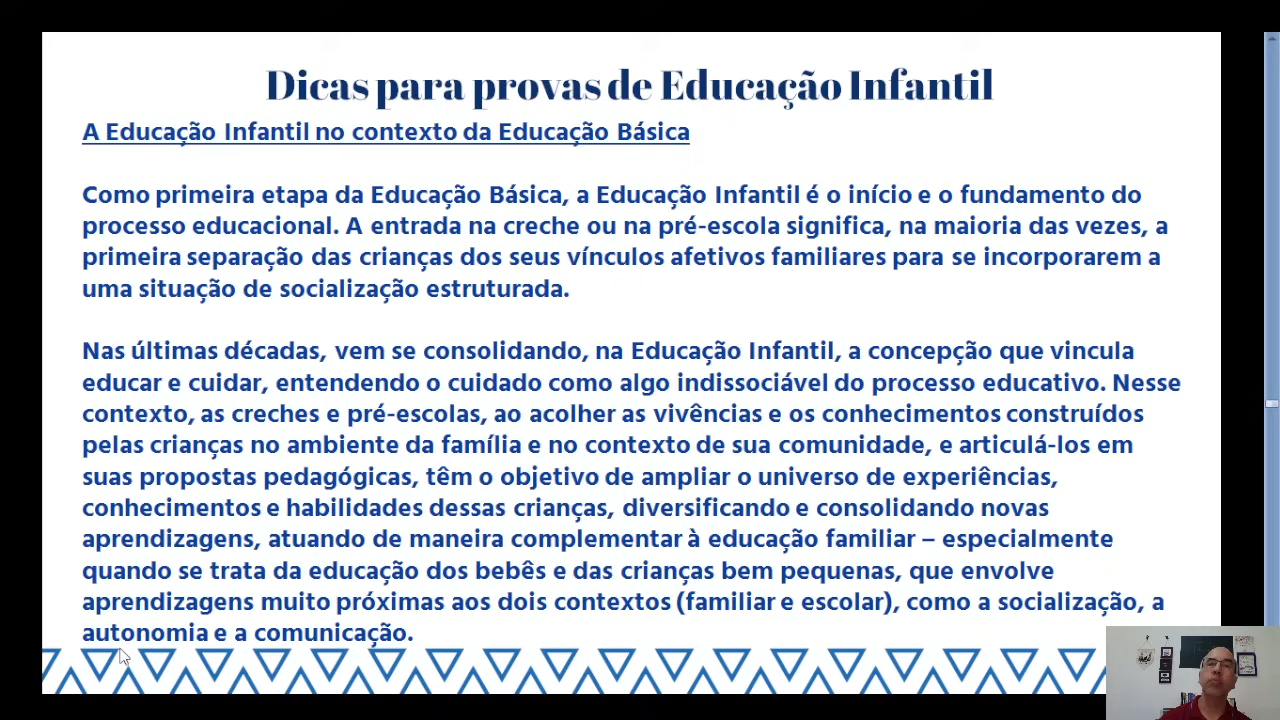 Dicas para provas de Educação Infantil
A Educação Infantil no contexto da Educação Básica
Como primeira etapa da Educação Básica, a Educação Infantil é o início e o fundamento do
processo educacional. A entrada na creche ou na pré-escola significa, na maioria das vezes, a
primeira separação das crianças dos seus vínculos afetivos familiares para se incorporarem a
uma situação de socialização estruturada.
Nas últimas décadas, vem se consolidando, na Educação Infantil, a concepção que vincula
educar e cuidar, entendendo o cuidado como algo indissociável do processo educativo. Nesse
contexto, as creches e pré-escolas, ao acolher as vivências e os conhecimentos construídos
pelas crianças no ambiente da família e no contexto de sua comunidade, e articulá-los em
suas propostas pedagógicas, têm o objetivo de ampliar o universo de experiências,
conhecimentos e habilidades dessas crianças, diversificando e consolidando novas
aprendizagens, atuando de maneira complementar à educação familiar – especialmente
quando se trata da educação dos bebês e das crianças bem pequenas, que envolve
aprendizagens muito próximas aos dois contextos (familiar e escolar), como a socialização, a
autonomia e a comunicação.